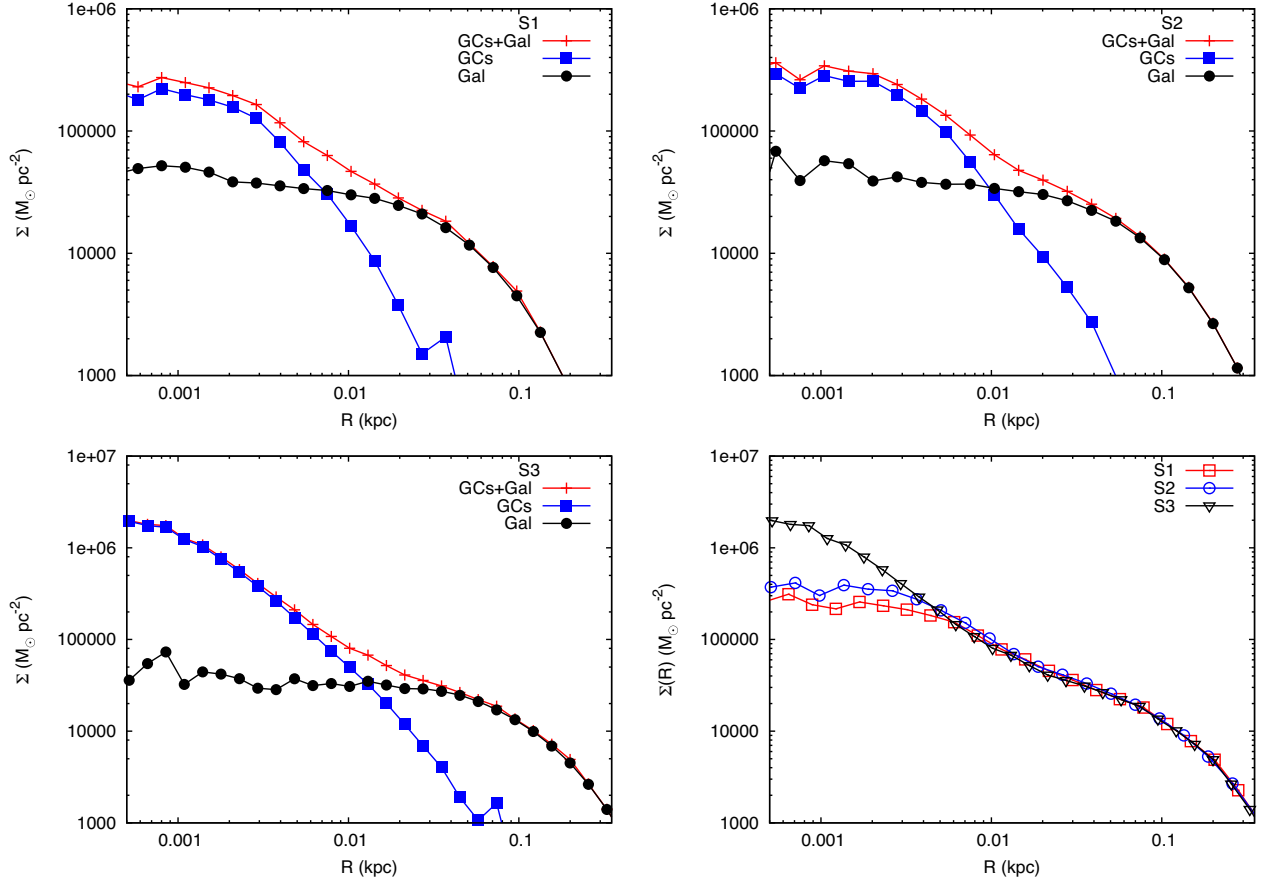 S1
GCs+Gal
GCs
Gal
1e+06
100000
10000
1000
Σ (M☉ pc-2)
0.001 0.01 0.1
R (kpc)
S2
GCs+Gal
GCs
Gal
1e+06
100000
10000
1000
Σ (M☉ pc-2)
0.001 0.01 0.1
R (kpc)
S3
GCs+Gal
GCs
Gal
1e+07
1e+06
100000
10000
1000
Σ (M☉ pc-2)
0.001 0.01 0.1
R (kpc)
S1
S2
S3
1e+07
1e+06
100000
10000
1000
Σ(R) (M☉ pc-2)
0.001 0.01 0.1
R (kpc)